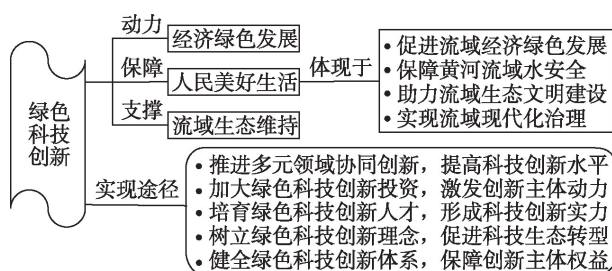 绿色
科技
创新
动力
经济绿色发展
保障
人民美好生活
支撑
流域生态维持
体现于
• 促进流域经济绿色发展
• 保障黄河流域水安全
• 助力流域生态文明建设
• 实现流域现代化治理
实现途径
• 推进多元领域协同创新，提高科技创新水平
• 加大绿色科技创新投资，激发创新主体动力
• 培育绿色科技创新人才，形成科技创新实力
• 树立绿色科技创新理念，促进科技生态转型
• 健全绿色科技创新体系，保障创新主体权益